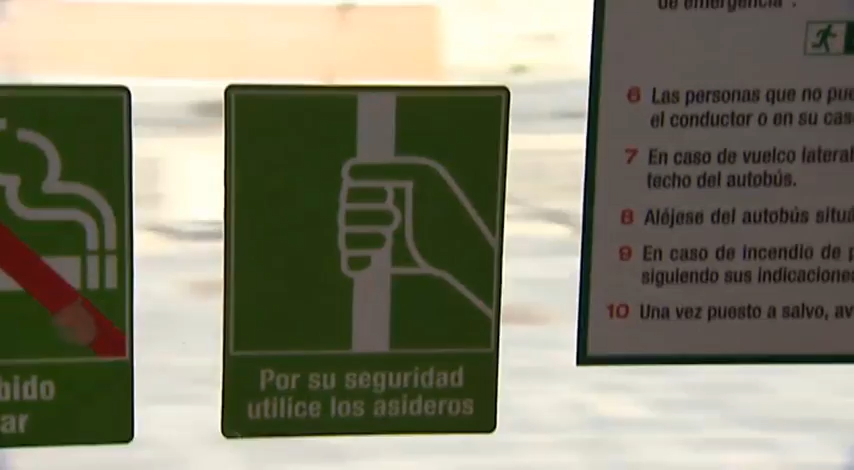 bido
ar
Por su seguridad
utilice los asideros
de emergencia".
6 Las personas que no pue
el conductor o en su cas
7 En caso de vuelco lateral
techo del autobús.
8 Aléjese del autobús situá
9 En caso de incendio de p
siguiendo sus indicacione
10 Una vez puesto a salvo, av